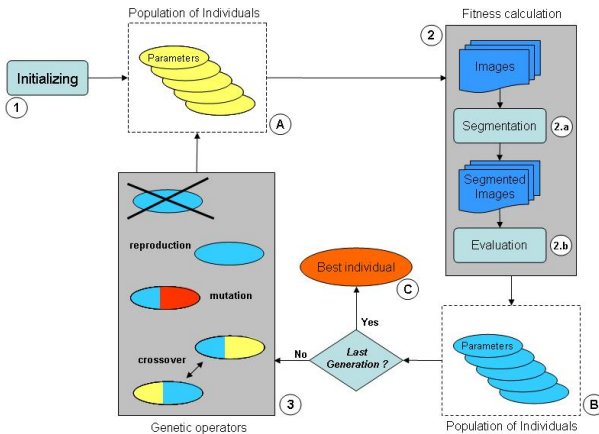 Population of Individuals
Fitness calculation
Initializing
1
Parameters
A
2
Images
Segmentation
2.a
Segmented
Images
Evaluation
2.b
reproduction
mutation
crossover
3
Genetic operators
Best individual
C
Yes
No
Last
Generation ?
Parameters
B
Population of Individuals